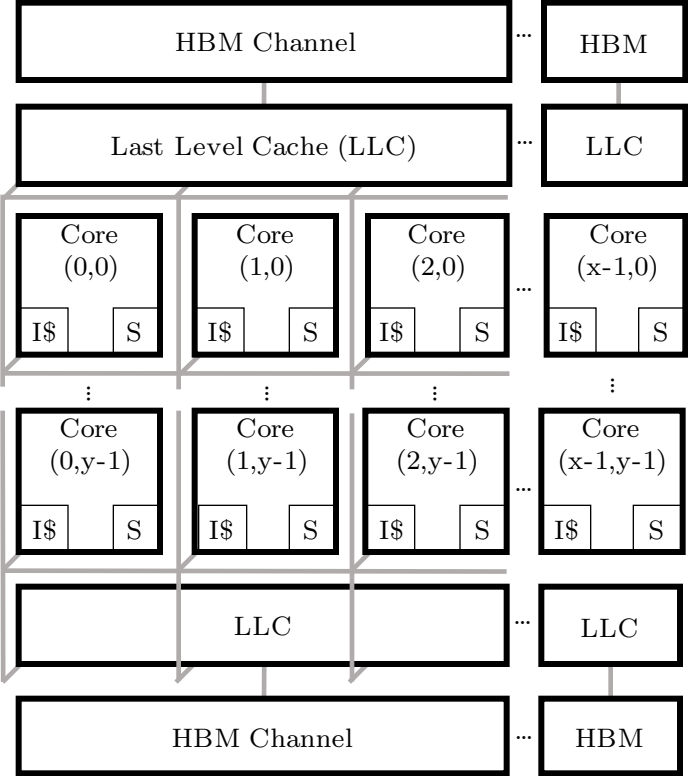 HBM Channel ... HBM
Last Level Cache (LLC) ... LLC
Core Core Core Core
(0,0) (1,0) (2,0) (x-1,0)
...
I$ S I$ S I$ S I$ S
... ... ... ...
Core Core Core Core
(0,y-1) (1,y-1) (2,y-1) (x-1,y-1)
...
I$ S I$ S I$ S I$ S
LLC ... LLC
HBM Channel ... HBM